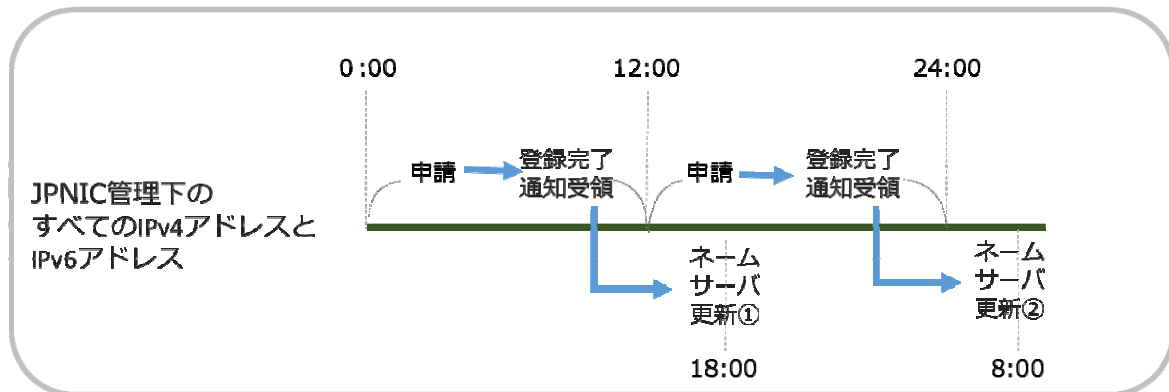 0:00 12:00 24:00
申請 登録完了 申請 登録完了
通知受領 通知受領
JPNIC管理下の
すべてのIPv4アドレスと
IPv6アドレス
ネーム ネーム
サーバ サーバ
更新① 更新②
18:00 8:00